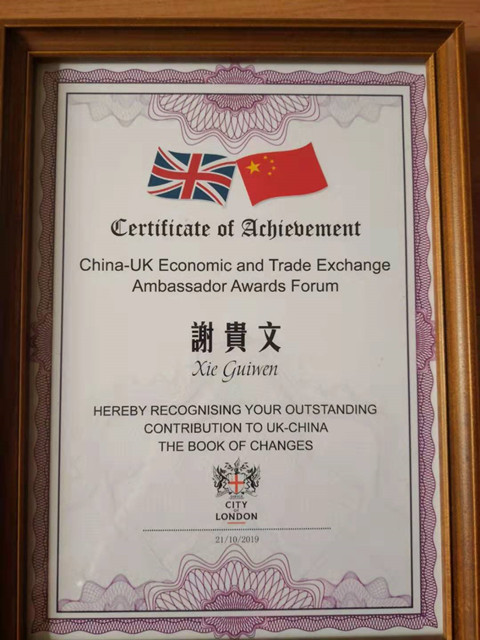 Certificate of Achievement
China-UK Economic and Trade Exchange
Ambassador Awards Forum
謝貴文
Xie Guiwen
HEREBY RECOGNISING YOUR OUTSTANDING
CONTRIBUTION TO UK-CHINA
THE BOOK OF CHANGES
CITY
LONDON
21/10/2019